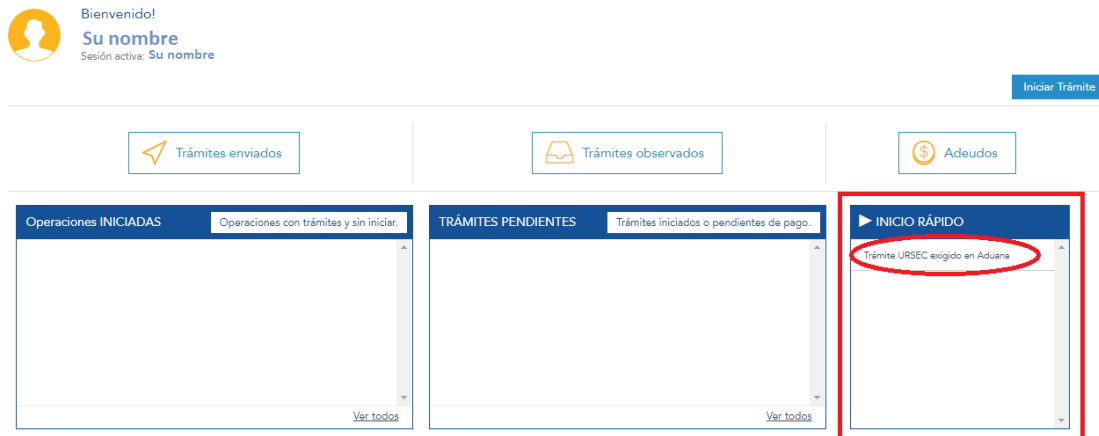 Bienvenido!
Su nombre
Sesión activa: Su nombre
Iniciar Trámite
Trámites enviados
Trámites observados
Adeudos
Operaciones INICIADAS
Operaciones con trámites y sin iniciar.
TRÁMITES PENDIENTES
Trámites iniciados o pendientes de pago.
INICIO RÁPIDO
Trámite URSEC exigido en Aduana
Ver todos
Ver todos